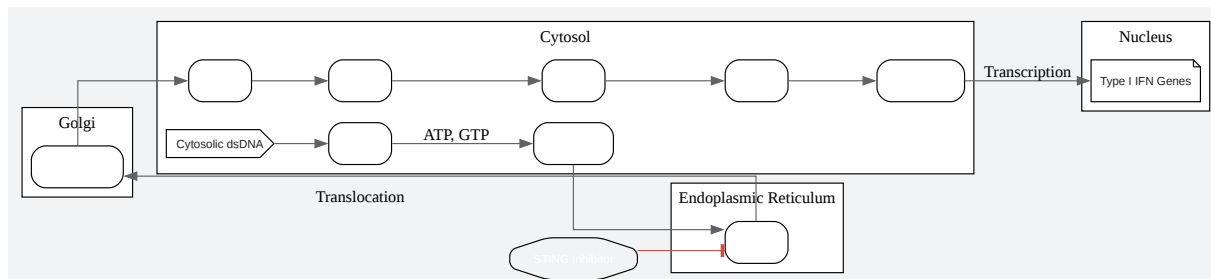 Cytosol
Nucleus
Transcription
Type I IFN Genes
Golgi
Cytosolic dsDNA
ATP, GTP
Translocation
Endoplasmic Reticulum
STING Inhibitor